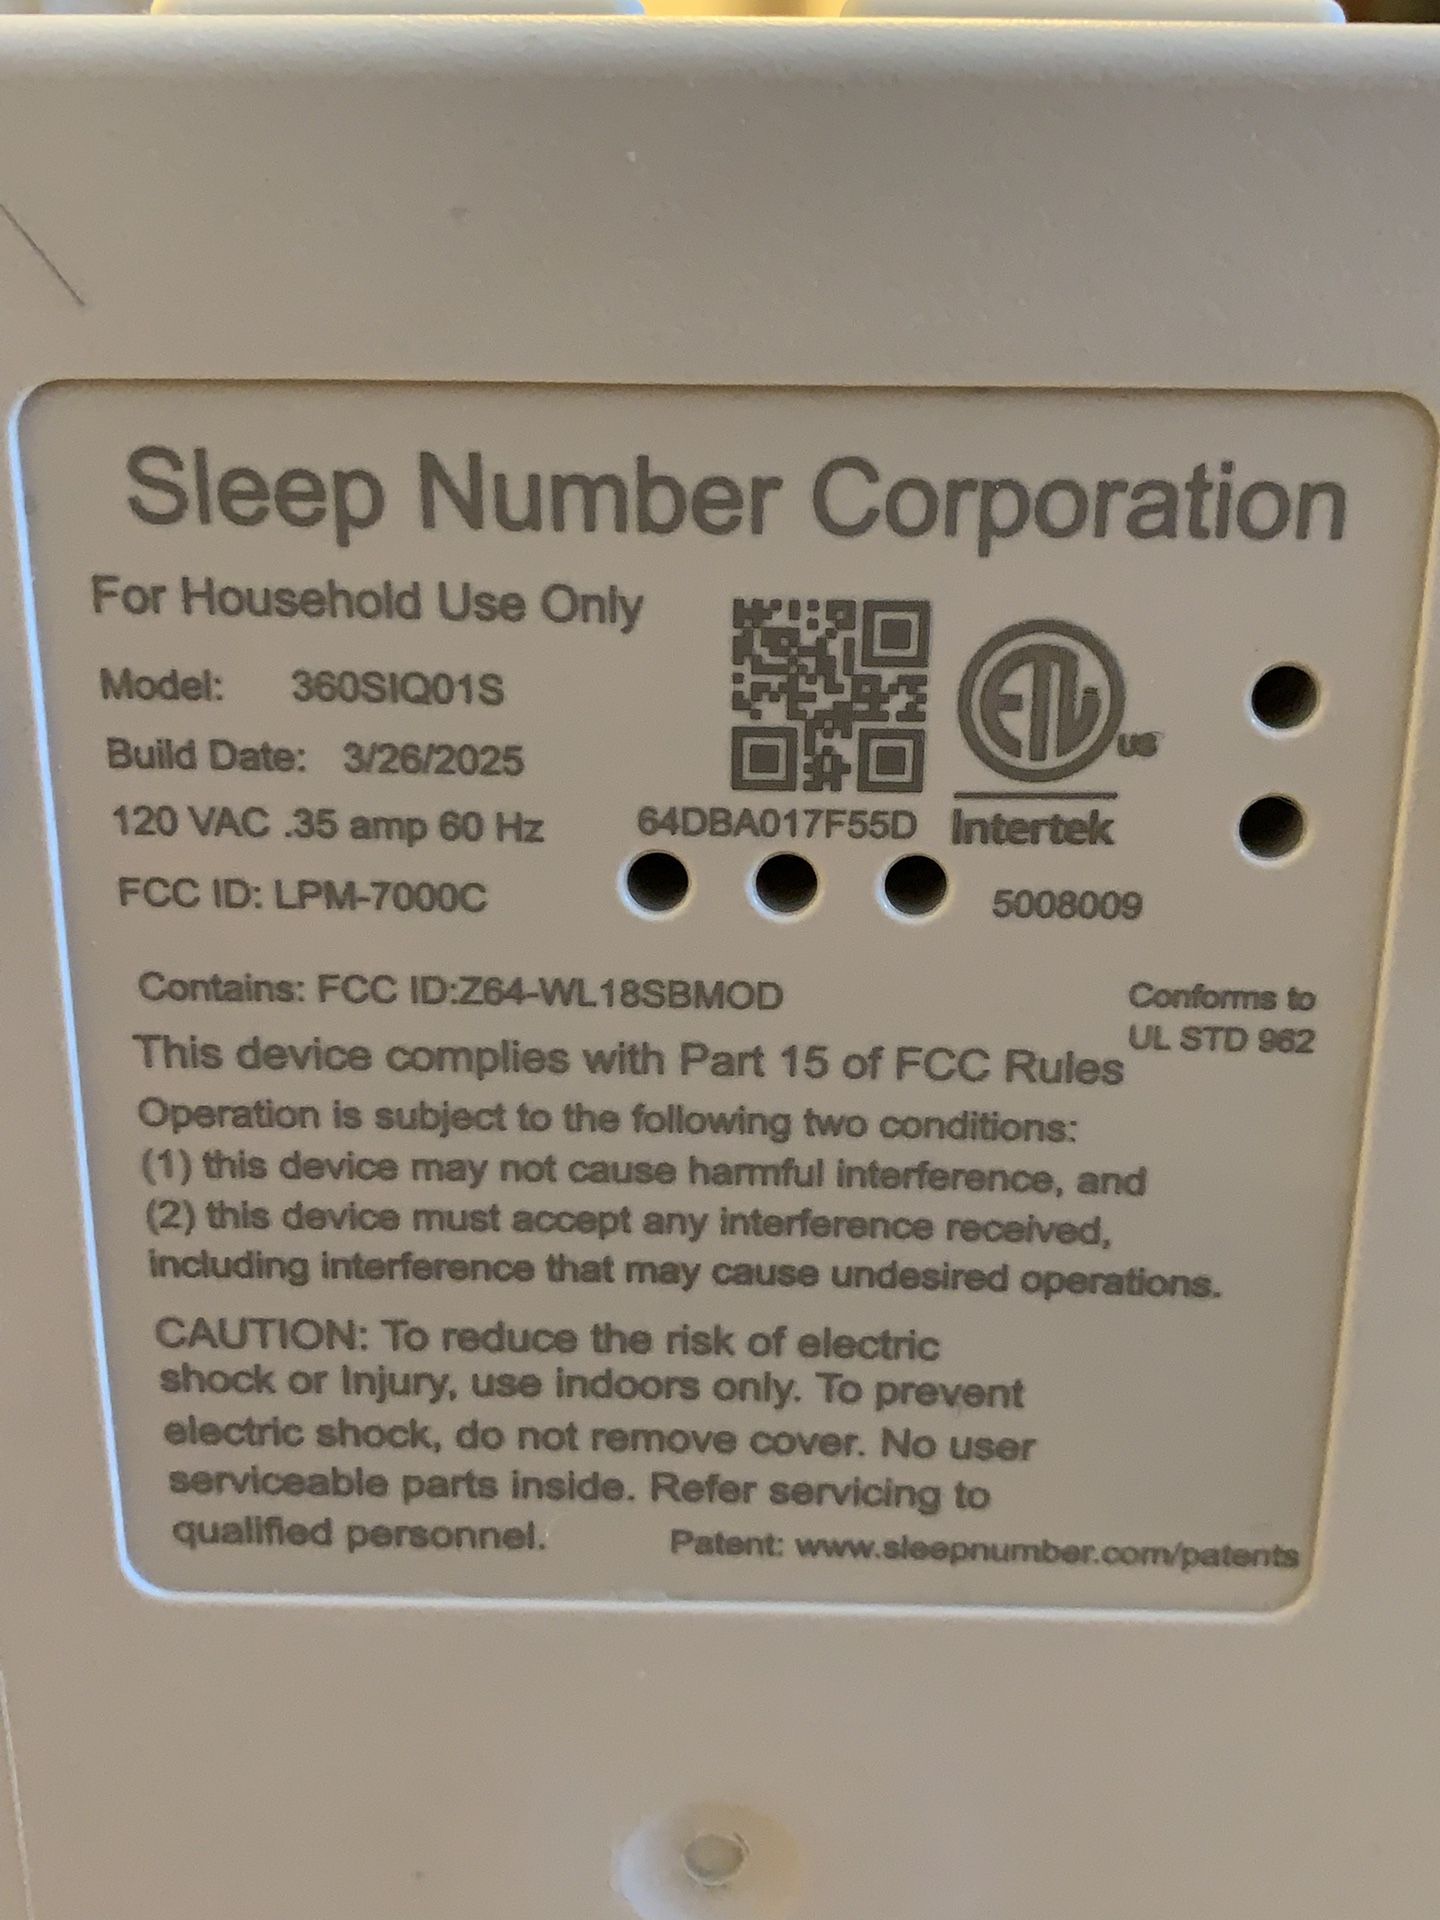 Sleep Number Corporation
For Household Use Only
Model: 360SIQ01S
Build Date: 3/26/2025
120 VAC .35 amp 60 Hz
64DBA017F55D
ETL
US
Intertek
5008009
FCC ID: LPM-7000C
Contains: FCC ID:Z64-WL18SBMOD
Conforms to
UL STD 962
This device complies with Part 15 of FCC Rules
Operation is subject to the following two conditions:
(1) this device may not cause harmful interference, and
(2) this device must accept any interference received,
including interference that may cause undesired operations.
CAUTION: To reduce the risk of electric
shock or Injury, use indoors only. To prevent
electric shock, do not remove cover. No user
serviceable parts inside. Refer servicing to
qualified personnel.
Patent: www.sleepnumber.com/patents